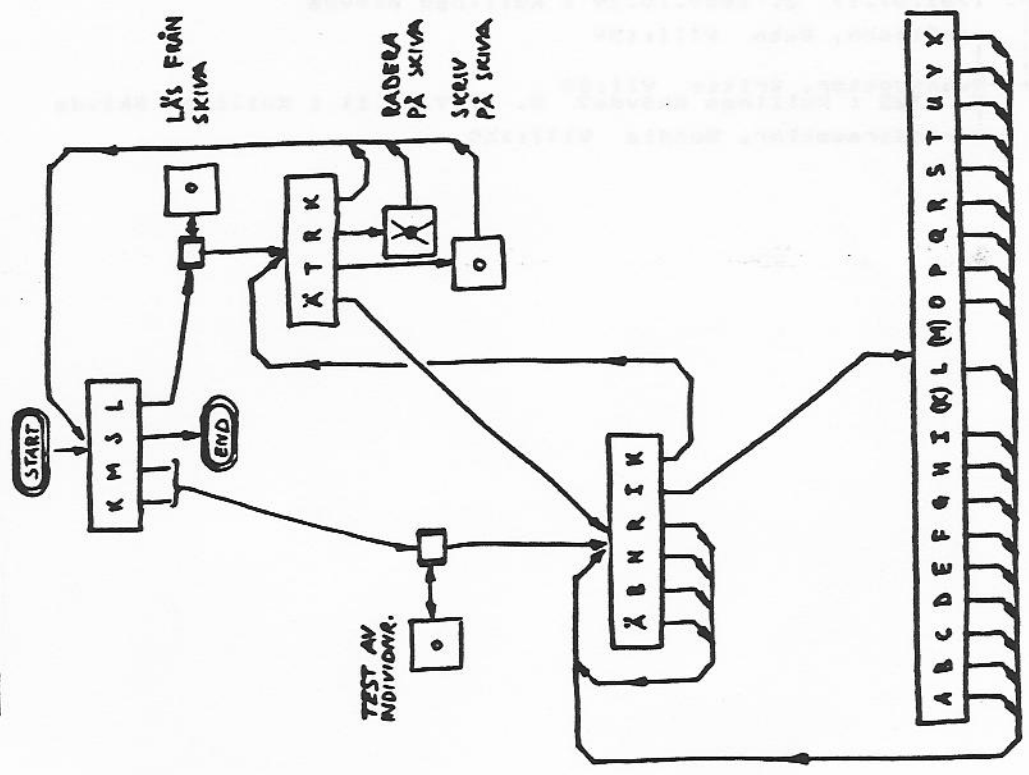 START
K M S L
END
LÄS FRÅN
SKIVA
Ä T R K
RADERA
PÅ SKIVA
SKRIV
PÅ SKIVA
TEST AV
INDIVIDNR.
Ä B N R I K
A B C D E F G H I (K) L (M) O P Q R S T U V X